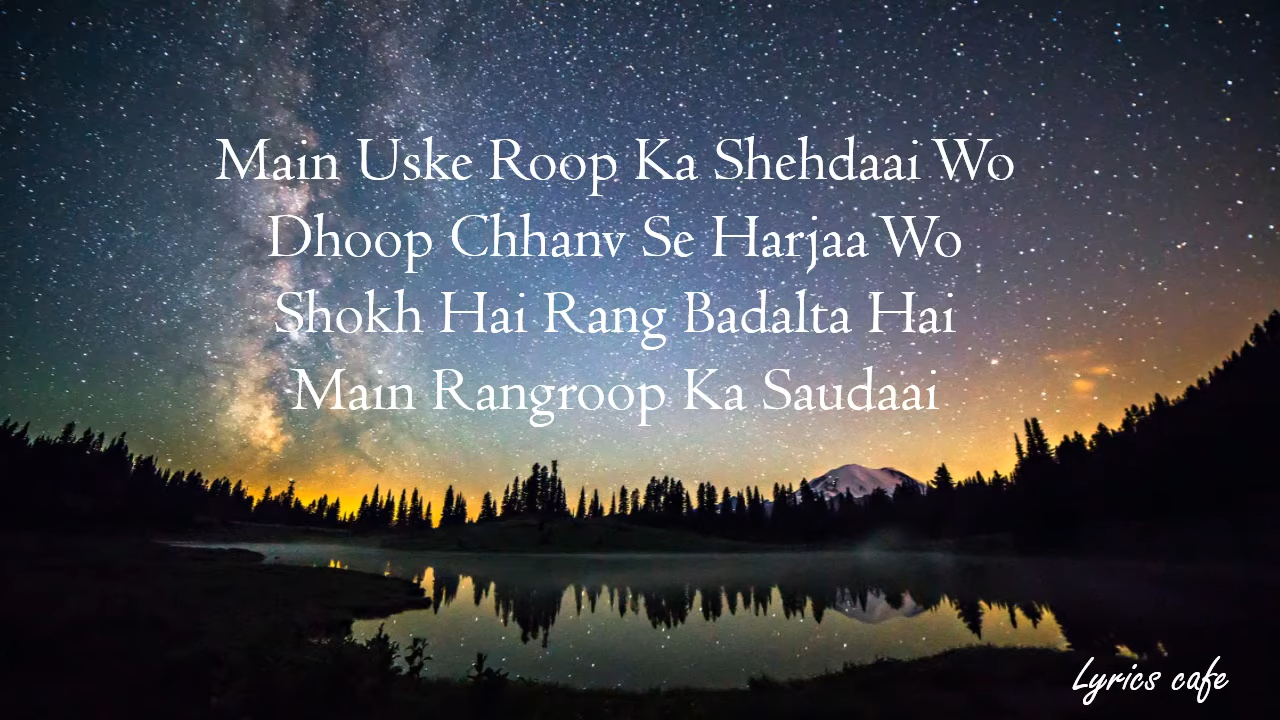 Main Uske Roop Ka Shehdaai Wo
Dhoop Chhanv Se Harjaa Wo
Shokh Hai Rang Badalta Hai
Main Rangroop Ka Saudaai
Lyrics cafe